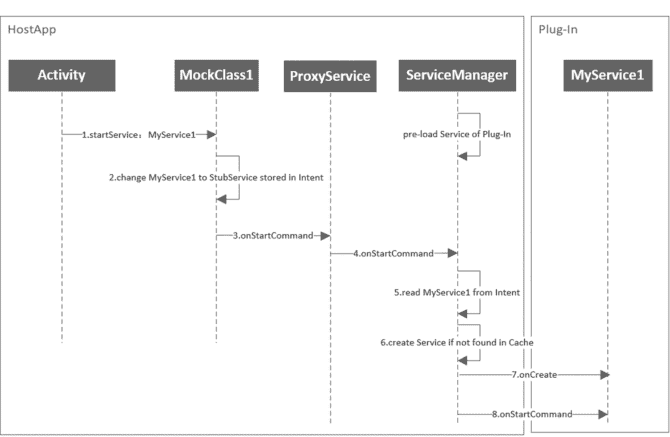 HostApp
Plug-In
Activity
MockClass1
ProxyService
ServiceManager
MyService1
1.startService：MyService1
pre-load Service of Plug-In
2.change MyService1 to StubService stored in Intent
3.onStartCommand
4.onStartCommand
5.read MyService1 from Intent
6.create Service if not found in Cache
7.onCreate
8.onStartCommand